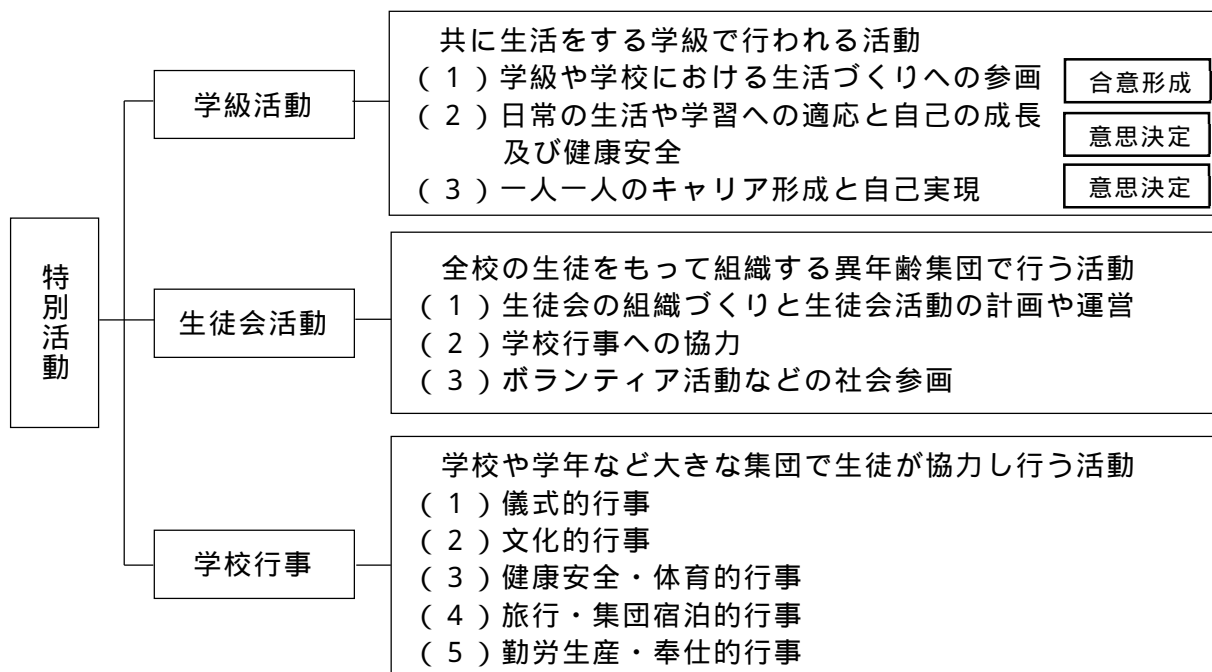 特別活動
学級活動
共に生活をする学級で行われる活動
(1)学級や学校における生活づくりへの参画
合意形成
(2)日常の生活や学習への適応と自己の成長
及び健康安全
意思決定
(3)一人一人のキャリア形成と自己実現
意思決定
生徒会活動
全校の生徒をもって組織する異年齢集団で行う活動
(1)生徒会の組織づくりと生徒会活動の計画や運営
(2)学校行事への協力
(3)ボランティア活動などの社会参画
学校行事
学校や学年など大きな集団で生徒が協力し行う活動
(1)儀式的行事
(2)文化的行事
(3)健康安全・体育的行事
(4)旅行・集団宿泊的行事
(5)勤労生産・奉仕的行事